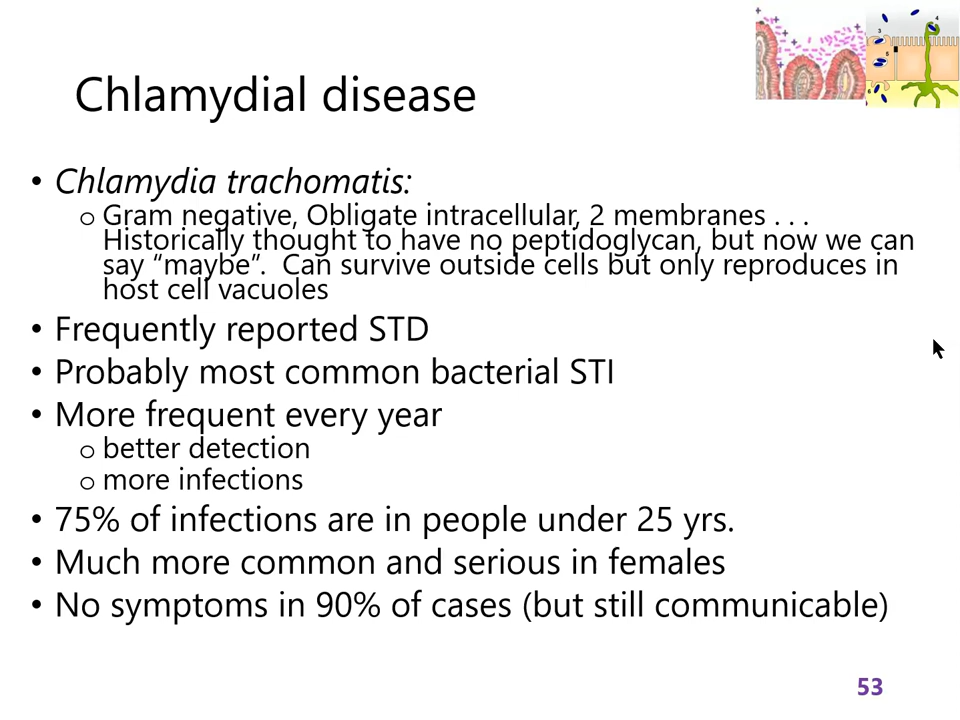 Chlamydial disease
• Chlamydia trachomatis:
o Gram negative, Obligate intracellular, 2 membranes . . .
Historically thought to have no peptidoglycan, but now we can
say “maybe”. Can survive outside cells but only reproduces in
host cell vacuoles
• Frequently reported STD
• Probably most common bacterial STI
• More frequent every year
o better detection
o more infections
• 75% of infections are in people under 25 yrs.
• Much more common and serious in females
• No symptoms in 90% of cases (but still communicable)
53